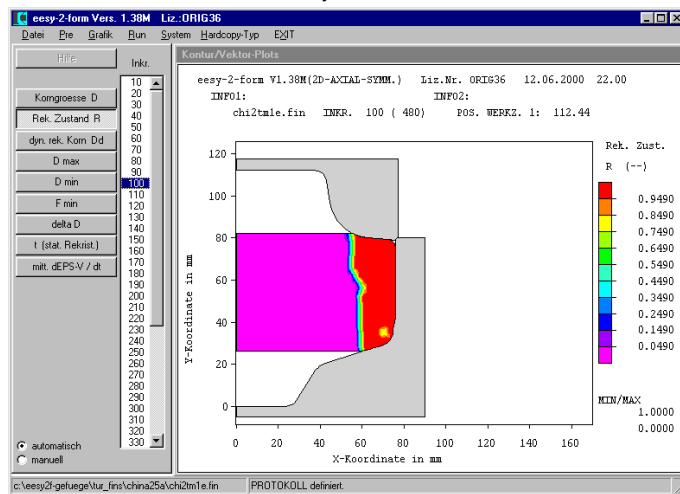 eesy-2-form Vers. 1.38M Liz.:ORIG36
Datei Pre Grafik Run System Hardcopy-Typ EXIT
Hilfe
Inkr.
Korngroesse D
Rek. Zustand R
dyn. rek. Korn Dd
D max
D min
F min
delta D
t (stat. Rekrist.)
mitt. dEPS-V / dt
10
20
30
40
50
60
70
80
90
100
110
120
130
140
150
160
170
180
190
200
210
220
230
240
250
260
270
280
290
300
310
320
330
automatisch
manuell
Kontur/Vektor-Plots
eesy-2-form V1.38M(2D-AXIAL-SYMM.) Liz.Nr. ORIG36 12.06.2000 22.00
INFO1: INFO2:
chi2tm1e.fin INKR. 100 ( 480) POS. WERKZ. 1: 112.44
Rek. Zust.
R (--)
0.9490
0.8490
0.7490
0.6490
0.5490
0.4490
0.3490
0.2490
0.1490
0.0490
MIN/MAX
1.0000
0.0000
Y-Koordinate in mm
120
100
80
60
40
20
0
0 20 40 60 80 100 120 140 160
X-Koordinate in mm
c:\eesy2f-gefuege\tur_fins\china25a\chi2tm1e.fin PROTOKOLL definiert.